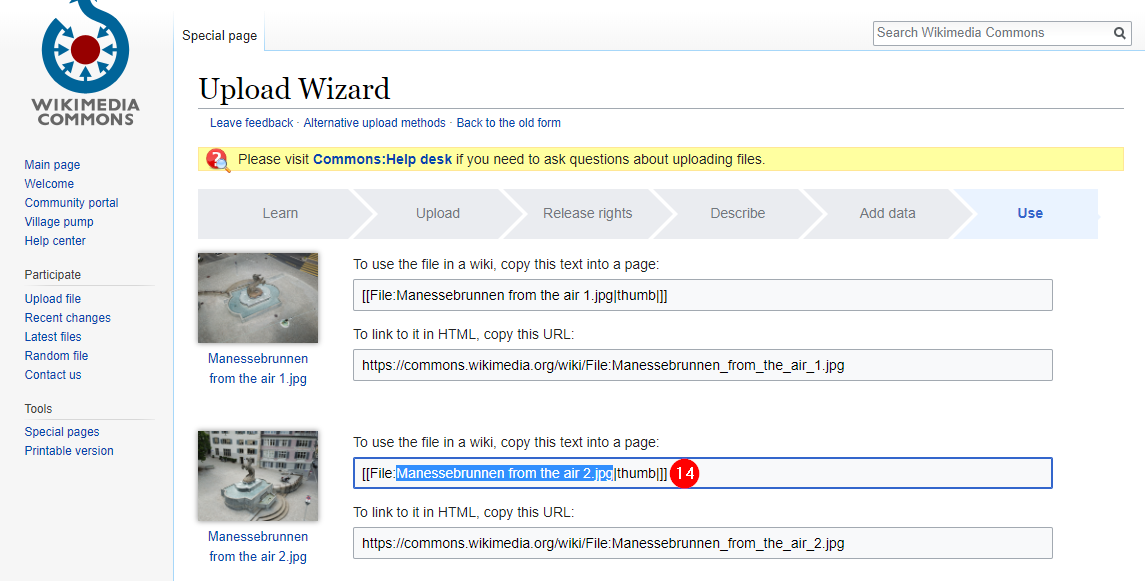 WIKIMEDIA
COMMONS
Main page
Welcome
Community portal
Village pump
Help center
Participate
Upload file
Recent changes
Latest files
Random file
Contact us
Tools
Special pages
Printable version
Special page
Search Wikimedia Commons
Upload Wizard
Leave feedback · Alternative upload methods · Back to the old form
Please visit Commons:Help desk if you need to ask questions about uploading files.
Learn Upload Release rights Describe Add data Use
Manessebrunnen
from the air 1.jpg
To use the file in a wiki, copy this text into a page:
[[File:Manessebrunnen from the air 1.jpg|thumb|]]
To link to it in HTML, copy this URL:
https://commons.wikimedia.org/wiki/File:Manessebrunnen_from_the_air_1.jpg
Manessebrunnen
from the air 2.jpg
To use the file in a wiki, copy this text into a page:
[[File:Manessebrunnen from the air 2.jpg|thumb|]] 14
To link to it in HTML, copy this URL:
https://commons.wikimedia.org/wiki/File:Manessebrunnen_from_the_air_2.jpg